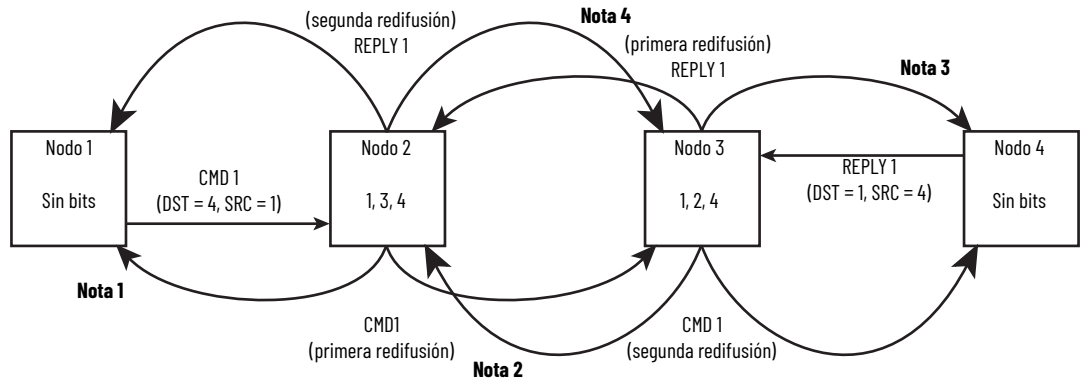 (segunda redifusión)
REPLY 1
Nota 4
(primera redifusión)
REPLY 1
Nota 3
Nodo 1
Sin bits
CMD 1
(DST = 4, SRC = 1)
Nodo 2
1, 3, 4
Nodo 3
1, 2, 4
REPLY 1
(DST = 1, SRC = 4)
Nodo 4
Sin bits
Nota 1
CMD1
(primera redifusión)
Nota 2
CMD 1
(segunda redifusión)